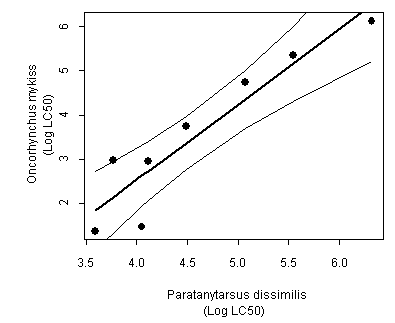 6
5
4
3
2
Oncorhynchus mykiss
(Log LC50)
3.5 4.0 4.5 5.0 5.5 6.0
Paratanytarsus dissimilis
(Log LC50)